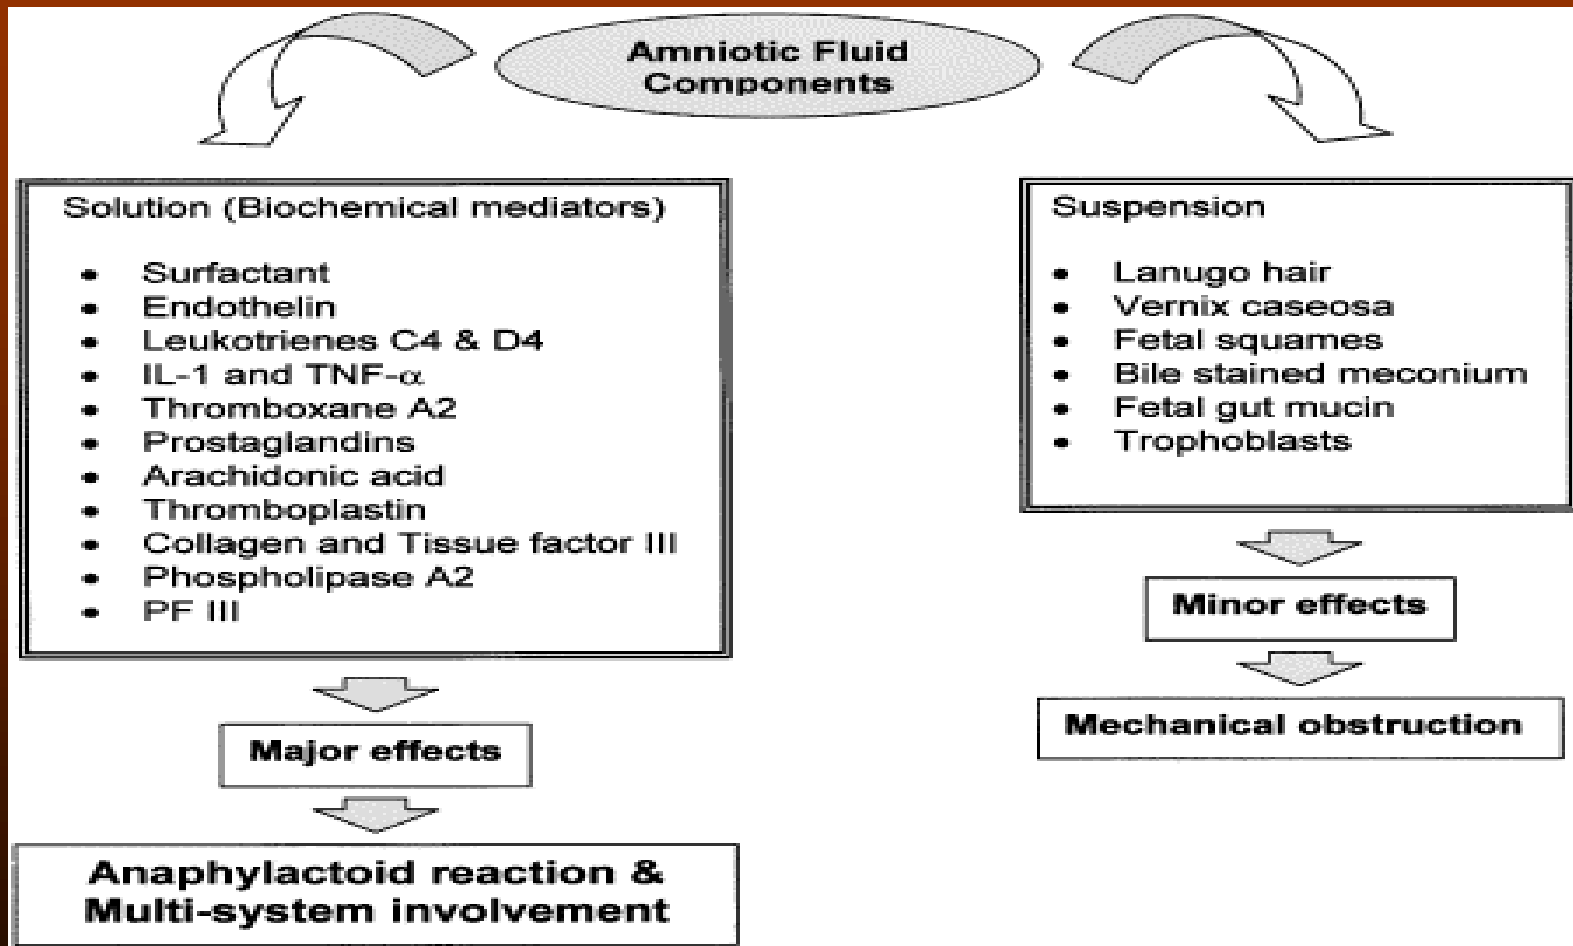 Amniotic Fluid
Components
Solution (Biochemical mediators)
• Surfactant
• Endothelin
• Leukotrienes C4 & D4
• IL-1 and TNF-α
• Thromboxane A2
• Prostaglandins
• Arachidonic acid
• Thromboplastin
• Collagen and Tissue factor III
• Phospholipase A2
• PF III
Major effects
Anaphylactoid reaction &
Multi-system involvement
Suspension
• Lanugo hair
• Vernix caseosa
• Fetal squames
• Bile stained meconium
• Fetal gut mucin
• Trophoblasts
Minor effects
Mechanical obstruction